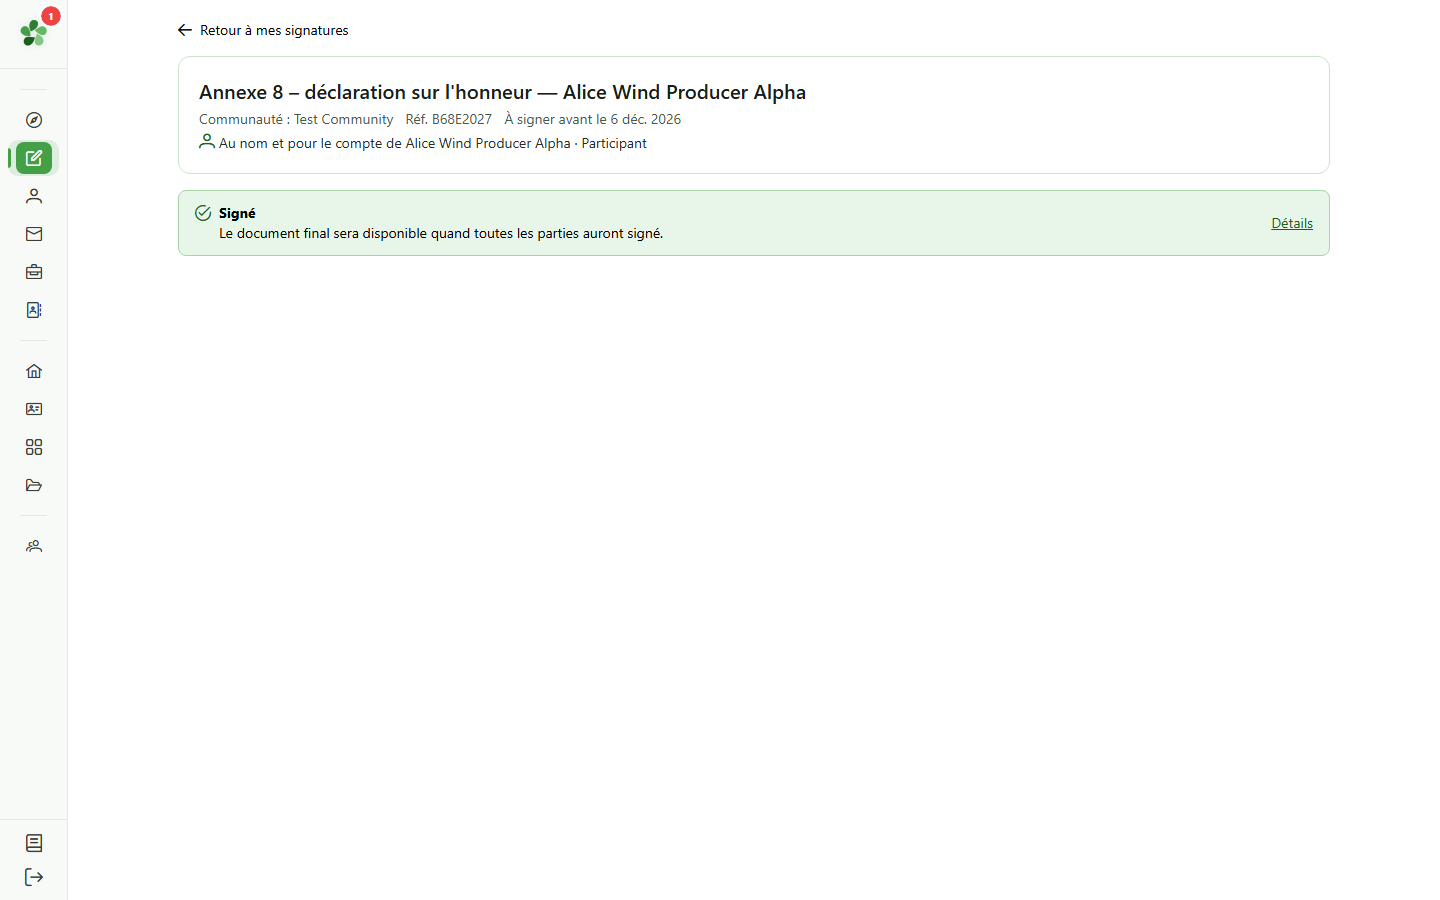 1
Retour à mes signatures
Annexe 8 – déclaration sur l'honneur — Alice Wind Producer Alpha
Communauté : Test Community Réf. B68E2027 À signer avant le 6 déc. 2026
Au nom et pour le compte de Alice Wind Producer Alpha · Participant
Signé
Le document final sera disponible quand toutes les parties auront signé.
Détails